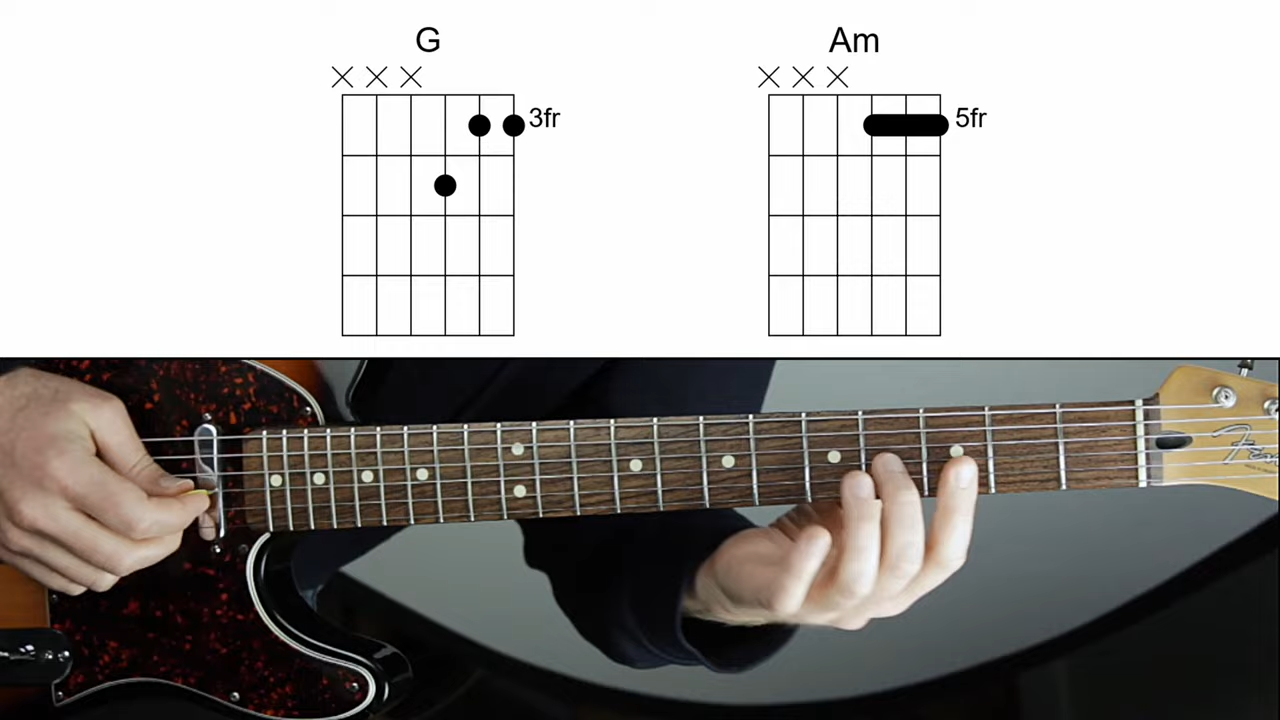 G
Am
× × ×
× × ×
3fr
5fr